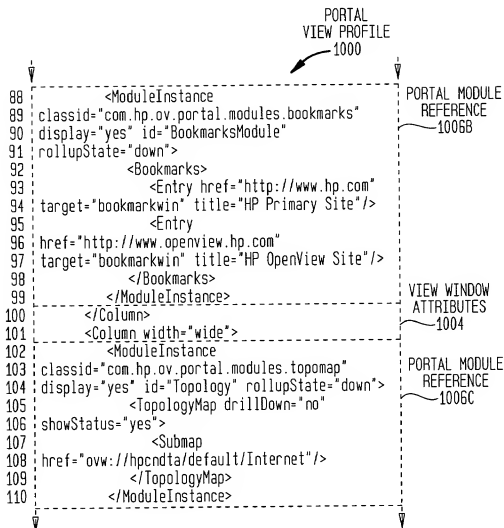 PORTAL
VIEW PROFILE
1000
88 <ModuleInstance
89 classid="com.hp.ov.portal.modules.bookmarks"
90 display="yes" id="BookmarksModule"
91 rollupState="down">
92 <Bookmarks>
93 <Entry href="http://www.hp.com"
94 target="bookmarkwin" title="HP Primary Site"/>
95 <Entry
96 href="http://www.openview.hp.com"
97 target="bookmarkwin" title="HP OpenView Site"/>
98 </Bookmarks>
99 </ModuleInstance>
PORTAL MODULE
REFERENCE
1006B
100 </Column>
101 <Column width="wide">
VIEW WINDOW
ATTRIBUTES
1004
102 <ModuleInstance
103 classid="com.hp.ov.portal.modules.topomap"
104 display="yes" id="Topology" rollupState="down">
105 <TopologyMap drillDown="no"
106 showStatus="yes">
107 <Submap
108 href="ovw://hpcndta/default/Internet"/>
109 </TopologyMap>
110 </ModuleInstance>
PORTAL MODULE
REFERENCE
1006C